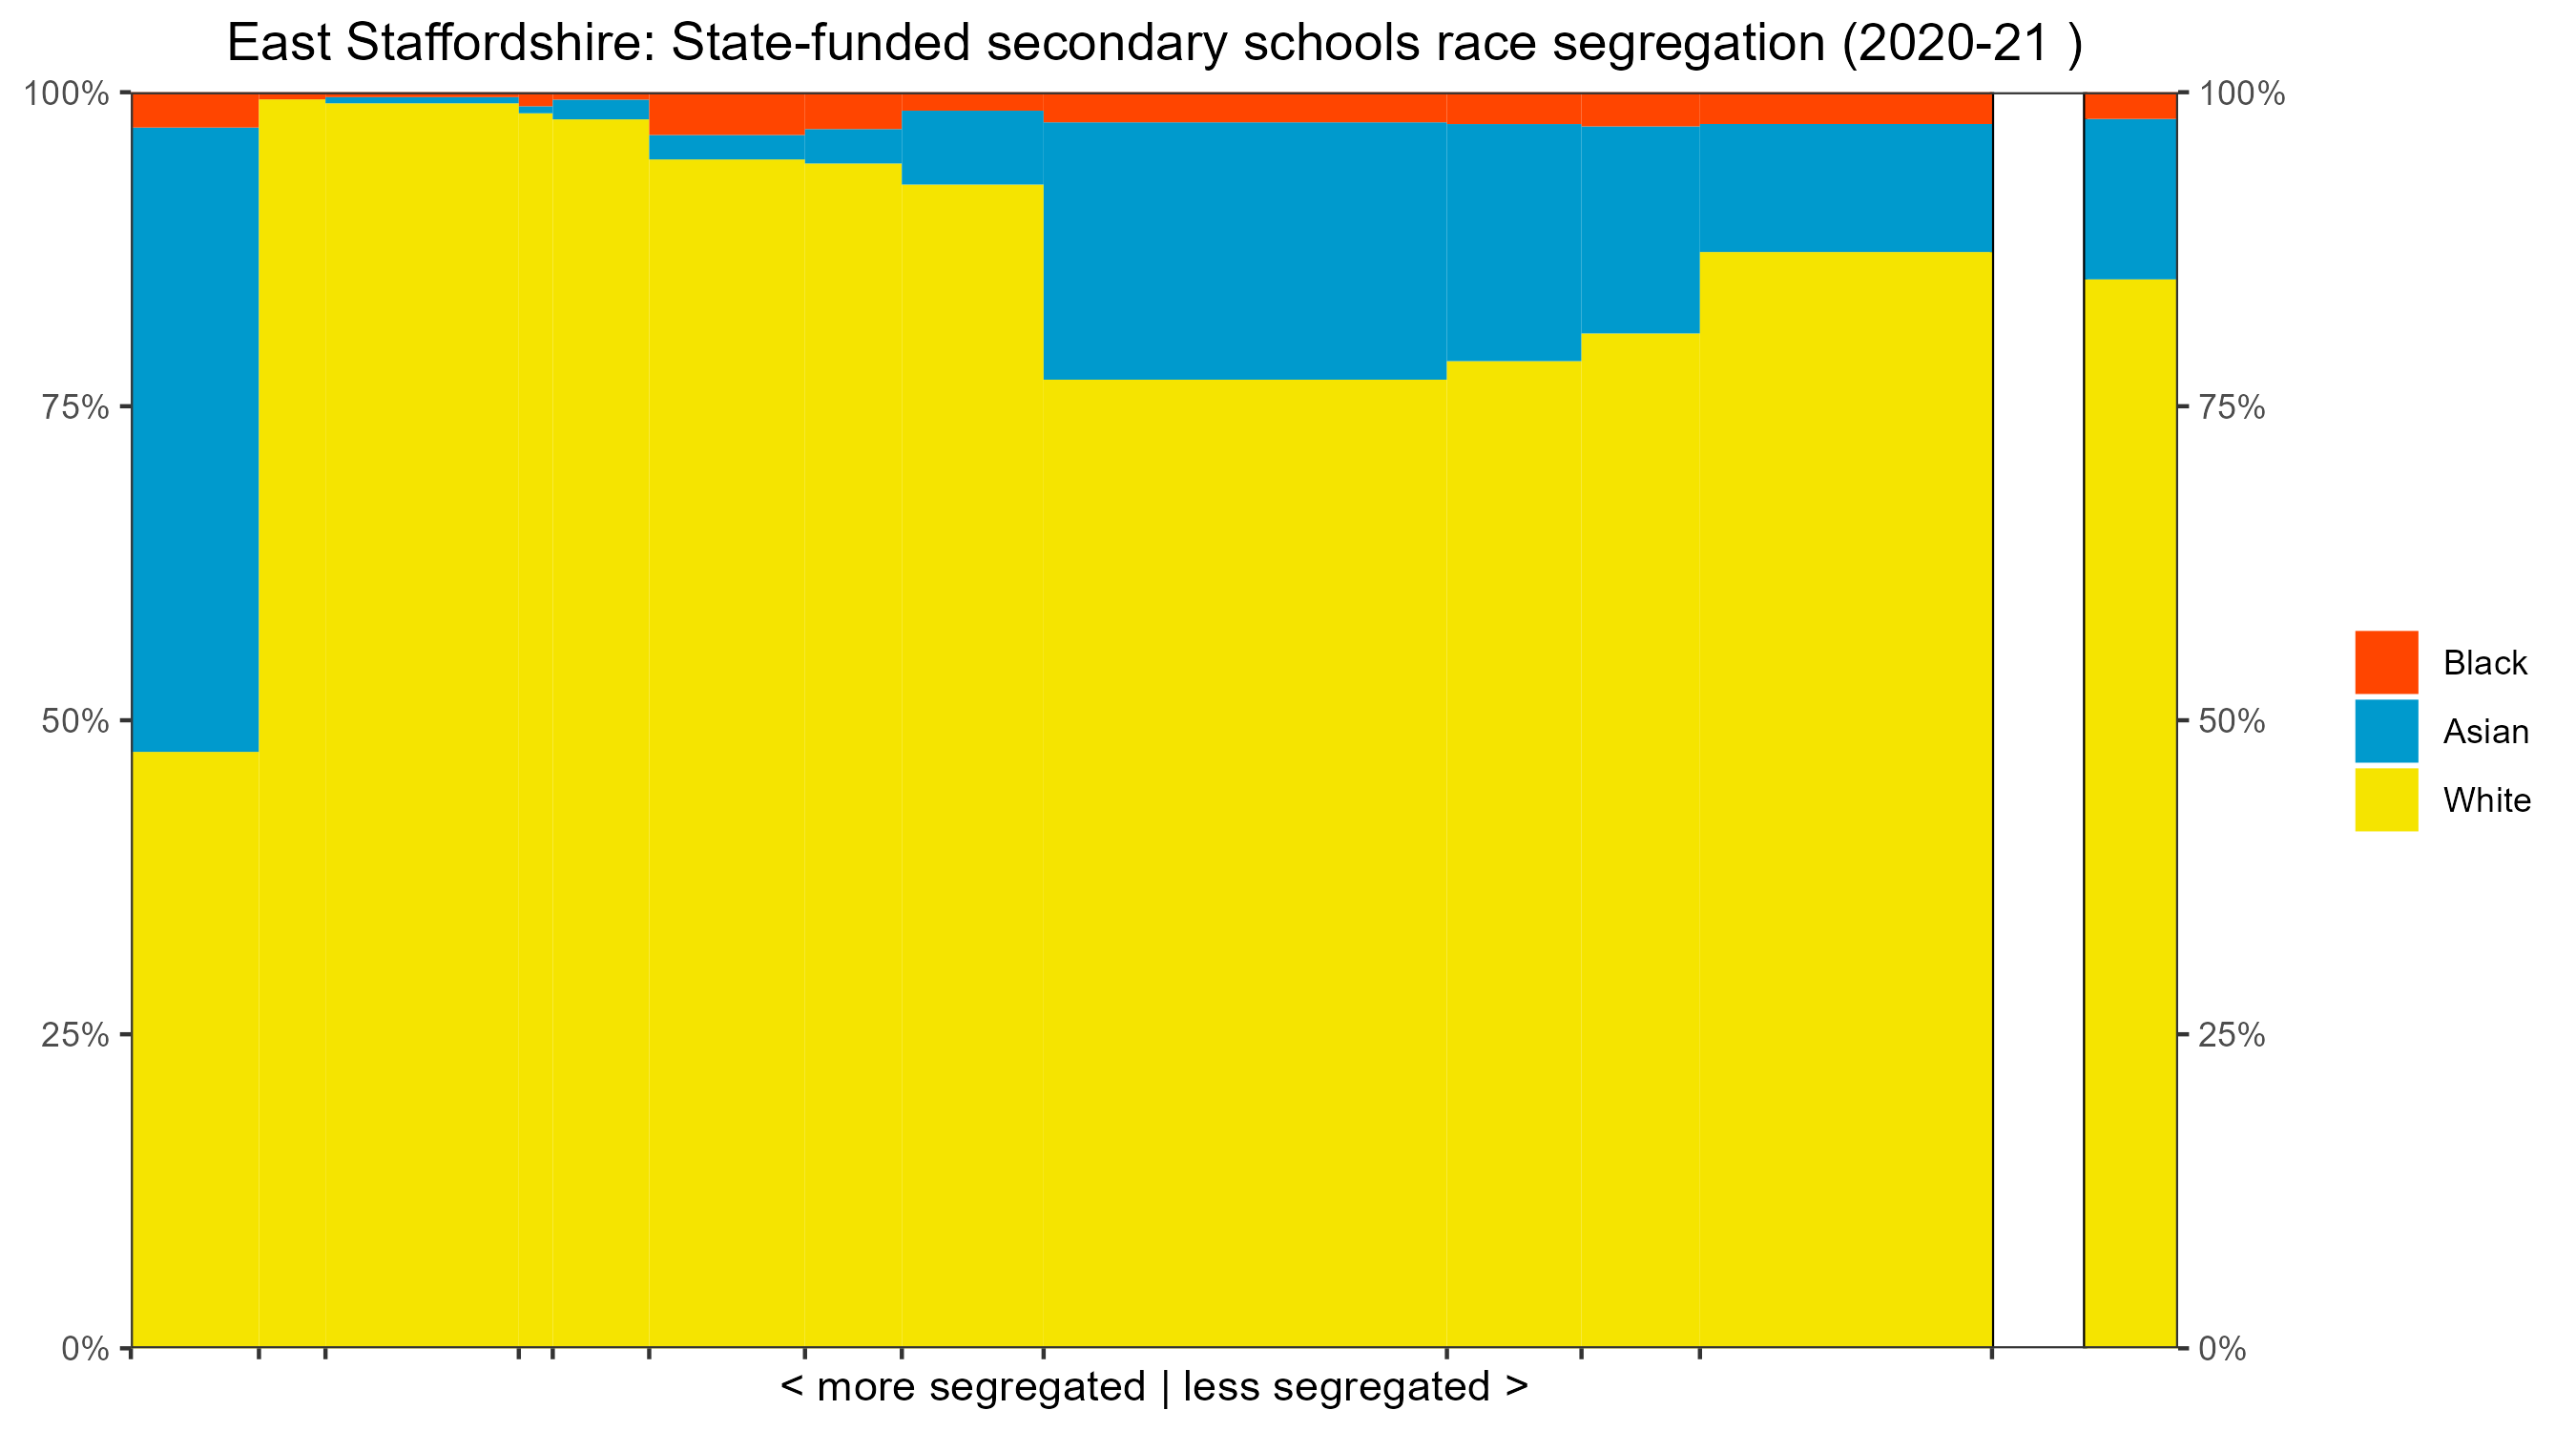 East Staffordshire: State-funded secondary schools race segregation (2020-21 )
100%
75%
50%
25%
0%
100%
75%
50%
25%
0%
< more segregated | less segregated >
Black
Asian
White